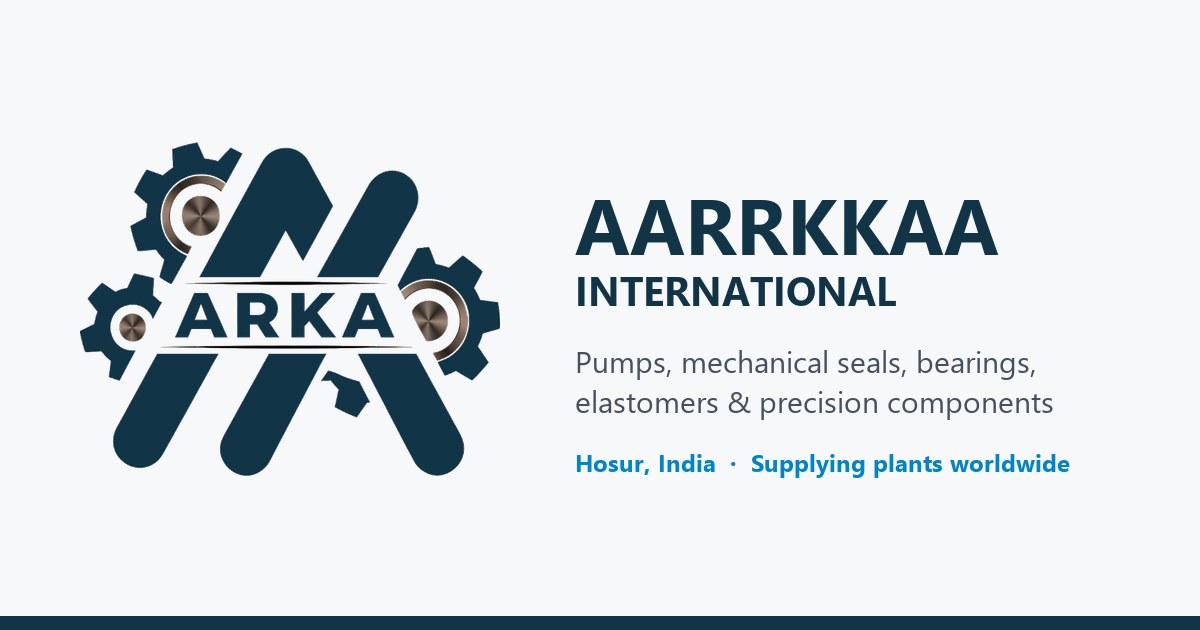 ARKA
AARRKKAA
INTERNATIONAL
Pumps, mechanical seals, bearings,
elastomers & precision components
Hosur, India · Supplying plants worldwide